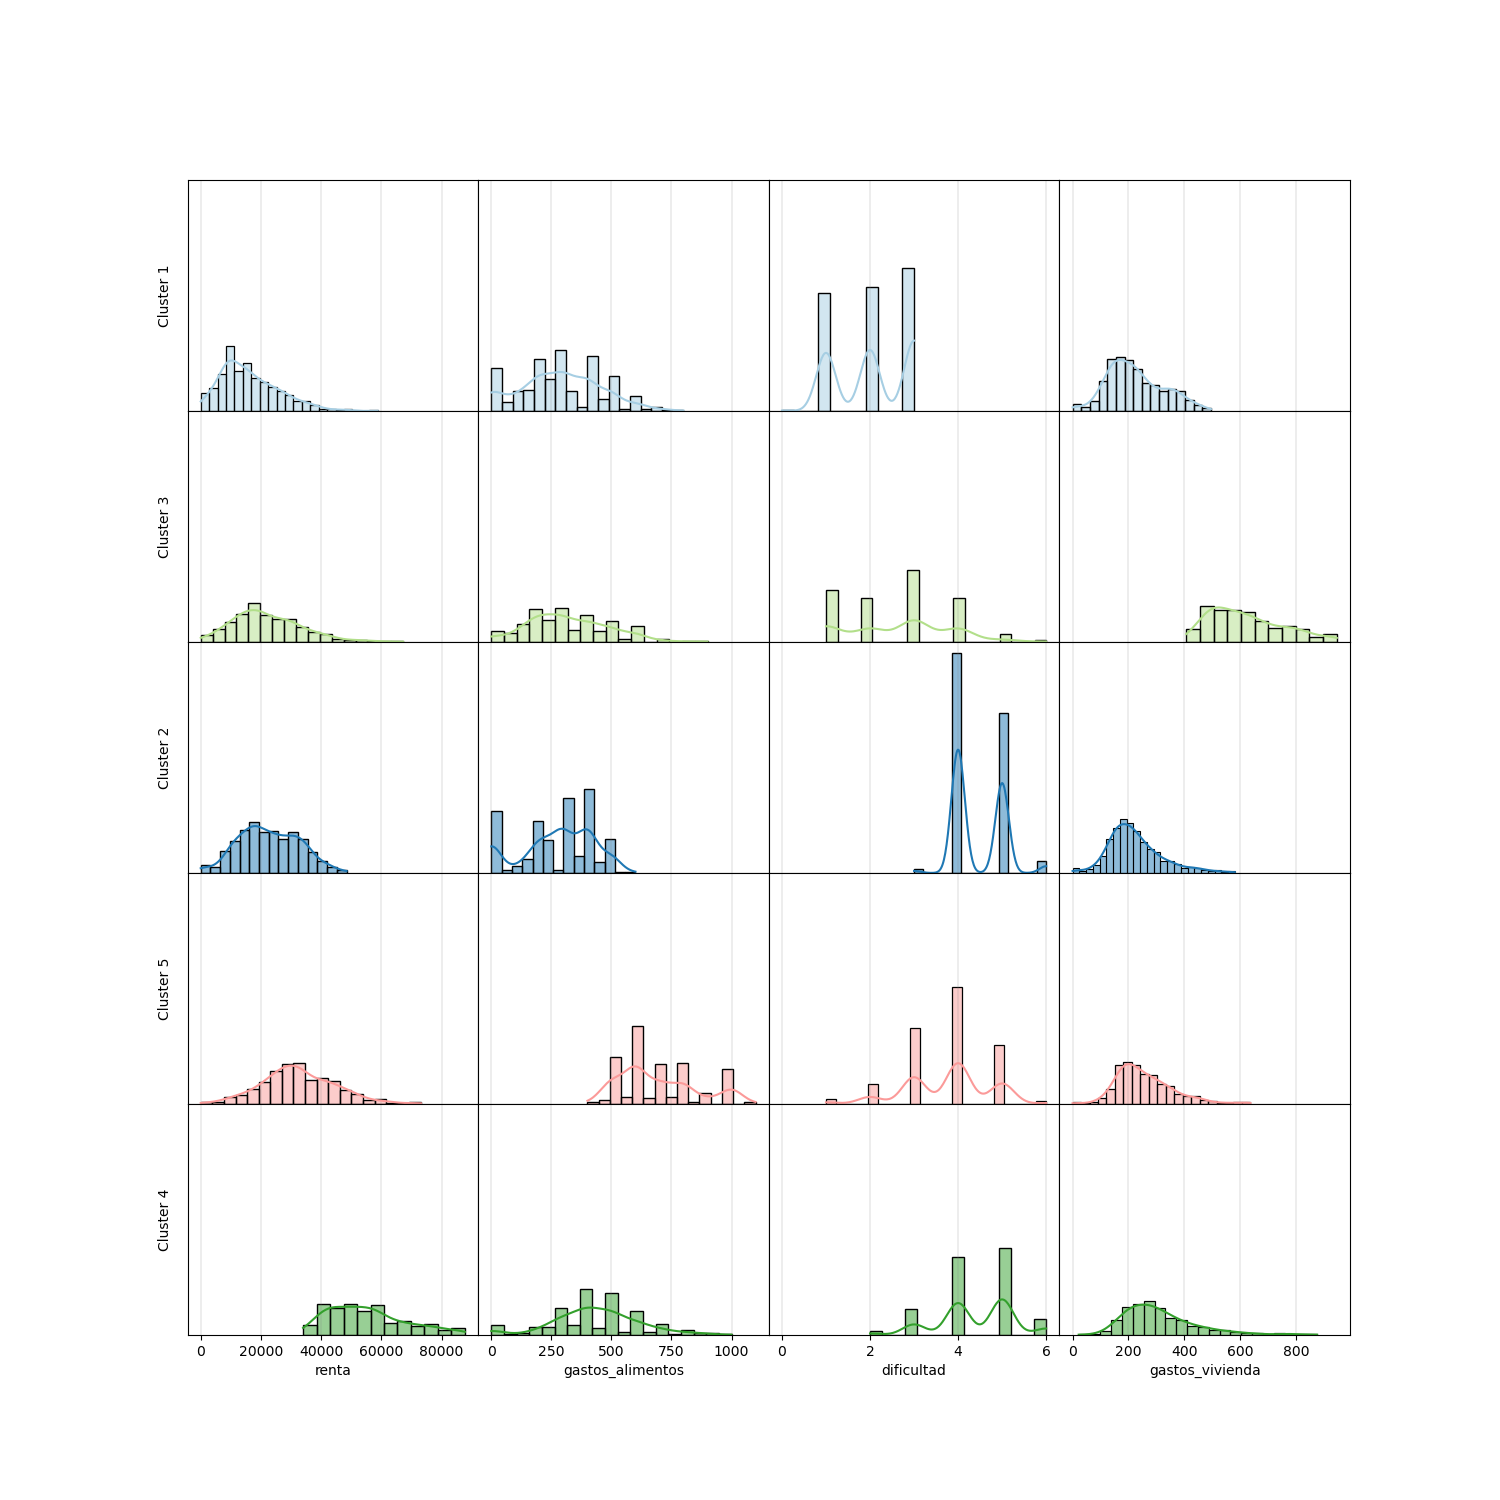 Cluster 1
Cluster 3
Cluster 2
Cluster 5
Cluster 4
0 20000 40000 60000 80000 0 250 500 750 1000 0 2 4 6 0 200 400 600 800
renta gastos_alimentos dificultad gastos_vivienda